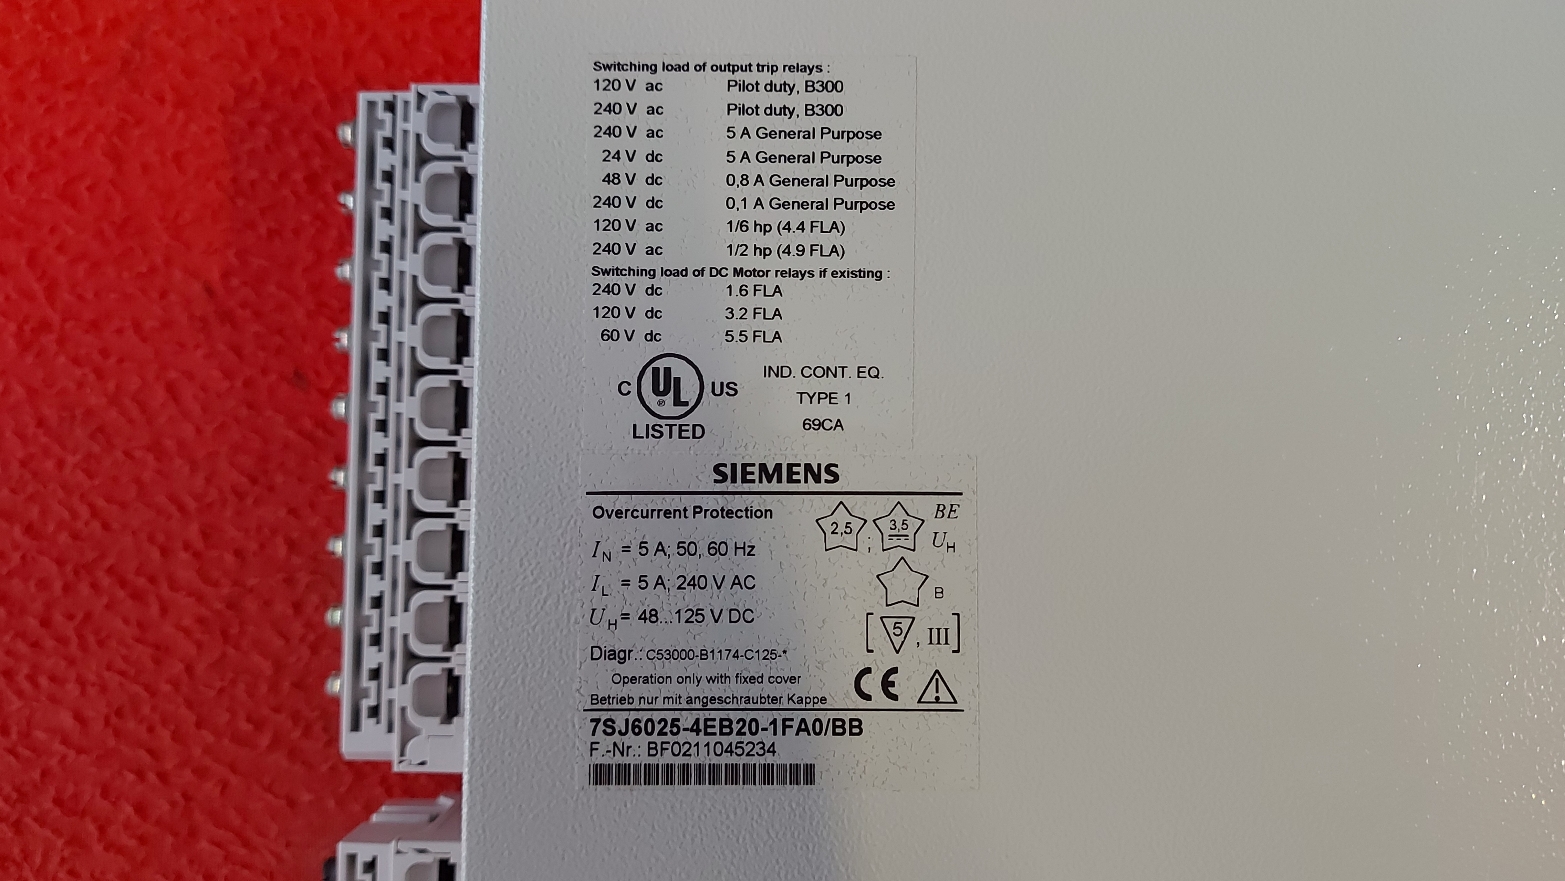 Switching load of output trip relays :
120 V ac Pilot duty, B300
240 V ac Pilot duty, B300
240 V ac 5 A General Purpose
24 V dc 5 A General Purpose
48 V dc 0,8 A General Purpose
240 V dc 0,1 A General Purpose
120 V ac 1/6 hp (4.4 FLA)
240 V ac 1/2 hp (4.9 FLA)
Switching load of DC Motor relays if existing :
240 V dc 1.6 FLA
120 V dc 3.2 FLA
60 V dc 5.5 FLA
C UL ® US
LISTED
IND. CONT. EQ.
TYPE 1
69CA
SIEMENS
Overcurrent Protection
2,5 ; 3,5 BE
UH
IN = 5 A; 50, 60 Hz
IL = 5 A; 240 V AC
B
UH = 48...125 V DC
[5, III]
Diagr.: C53000-B1174-C125-*
Operation only with fixed cover
Betrieb nur mit angeschraubter Kappe
CE
7SJ6025-4EB20-1FA0/BB
F.-Nr.: BF0211045234